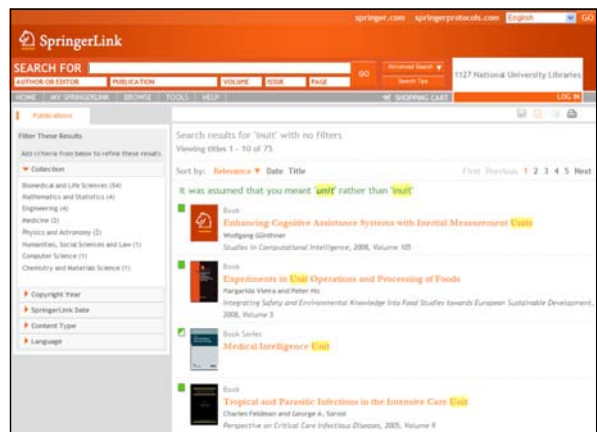 springer.com springerprotocols.com English GO
SpringerLink
SEARCH FOR
AUTHOR OR EDITOR PUBLICATION VOLUME ISSUE PAGE GO
Advanced Search
Search Tips
1127 National University Libraries
HOME MY SPRINGERLINK BROWSE TOOLS HELP SHOPPING CART LOG IN
Publications
Filter These Results
Add criteria from below to refine these results
Collection
Biomedical and Life Sciences (54)
Mathematics and Statistics (4)
Engineering (4)
Medicine (3)
Physics and Astronomy (2)
Humanities, Social Sciences and Law (1)
Computer Science (1)
Chemistry and Materials Science (1)
Copyright Year
SpringerLink Date
Content Type
Language
Search results for 'inuit' with no filters
Viewing titles 1 - 10 of 75
Sort by: Relevance Date Title First Previous 1 2 3 4 5 Next
It was assumed that you meant 'unit' rather than 'inuit'
Book
Enhancing Cognitive Assistance Systems with Inertial Measurement Units
Wolfgang Günthner
Studies in Computational Intelligence, 2008, Volume 105
Book
Experiments in Unit Operations and Processing of Foods
Margarida Vieira and Peter Ho
Integrating Safety and Environmental Knowledge Into Food Studies towards European Sustainable Development,
2008, Volume 5
Book Series
Medical Intelligence Unit
Book
Tropical and Parasitic Infections in the Intensive Care Unit
Charles Feldman and George A. Sarosi
Perspective on Critical Care Infectious Diseases, 2005, Volume 9